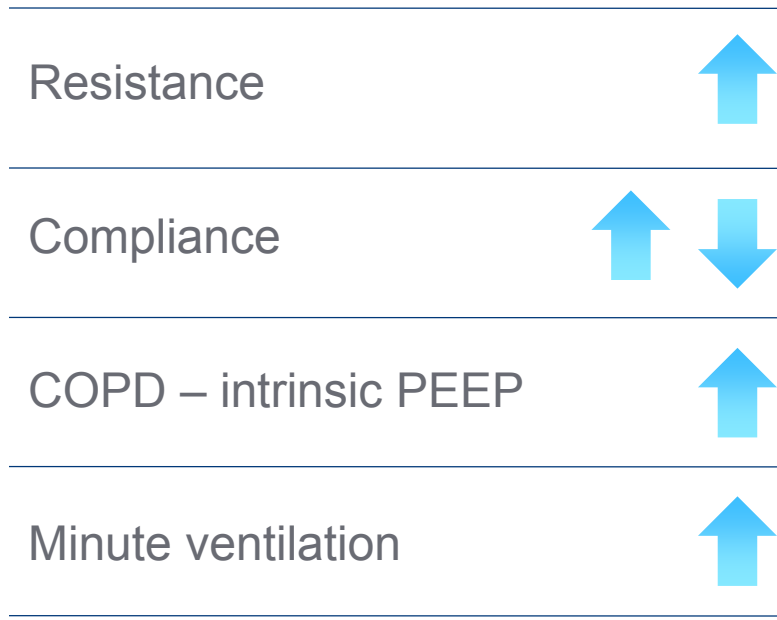 Resistance
Compliance
COPD – intrinsic PEEP
Minute ventilation